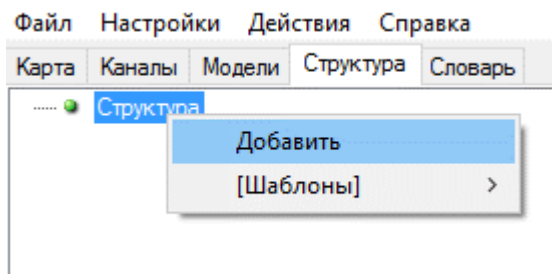 Файл Настройки Действия Справка
Карта Каналы Модели Структура Словарь
Структура
Добавить
[Шаблоны] >